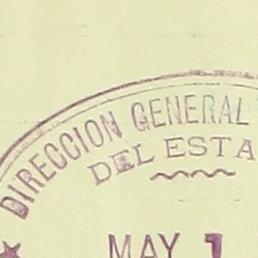 DIRECCION GENERAL
DEL ESTA
MAY 1